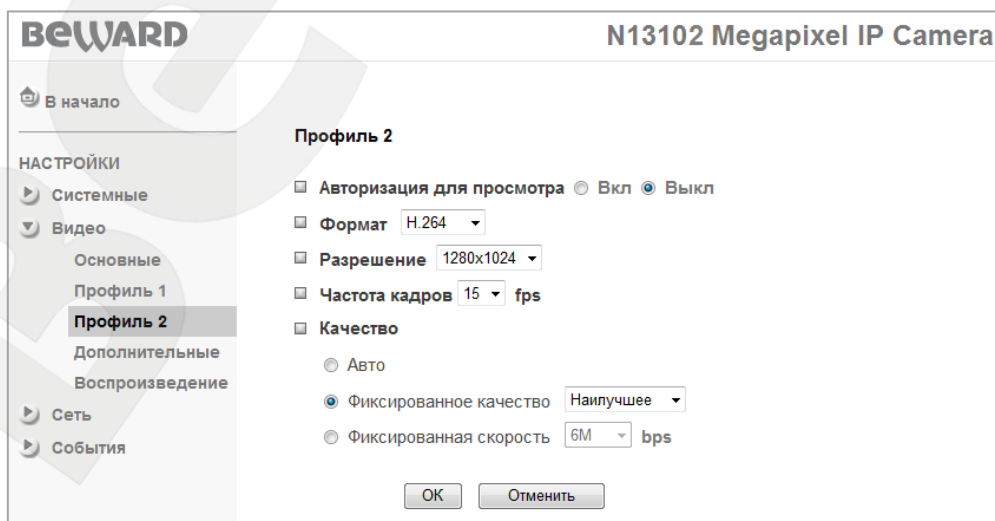 BEWARD
N13102 Megapixel IP Camera
В начало
НАСТРОЙКИ
Системные
Видео
Основные
Профиль 1
Профиль 2
Дополнительные
Воспроизведение
Сеть
События
Профиль 2
Авторизация для просмотра Вкл Выкл
Формат H.264
Разрешение 1280x1024
Частота кадров 15 fps
Качество
Авто
Фиксированное качество Наилучшее
Фиксированная скорость 6M bps
OK Отменить